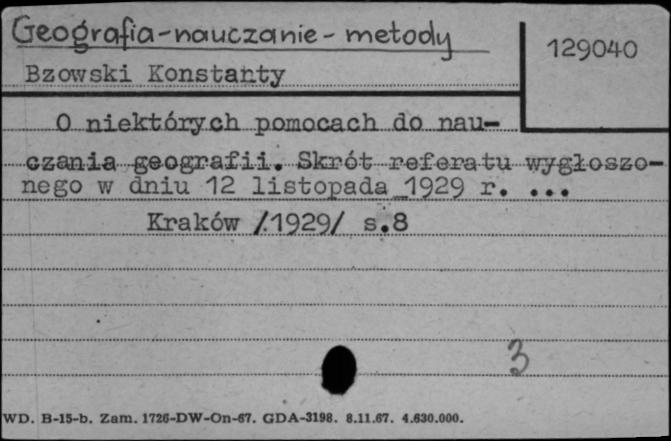 Geografia-nauczanie-metody
129040
Bzowski Konstanty
O niektórych pomocach do nau-
czania geografii. Skrót referatu wygłoszo-
nego w dniu 12 listopada 1929 r. ...
Kraków /1929/ s.8
3
WD. B-15-b. Zam. 1726-DW-On-67. GDA-3198. 8.11.67. 4.630.000.